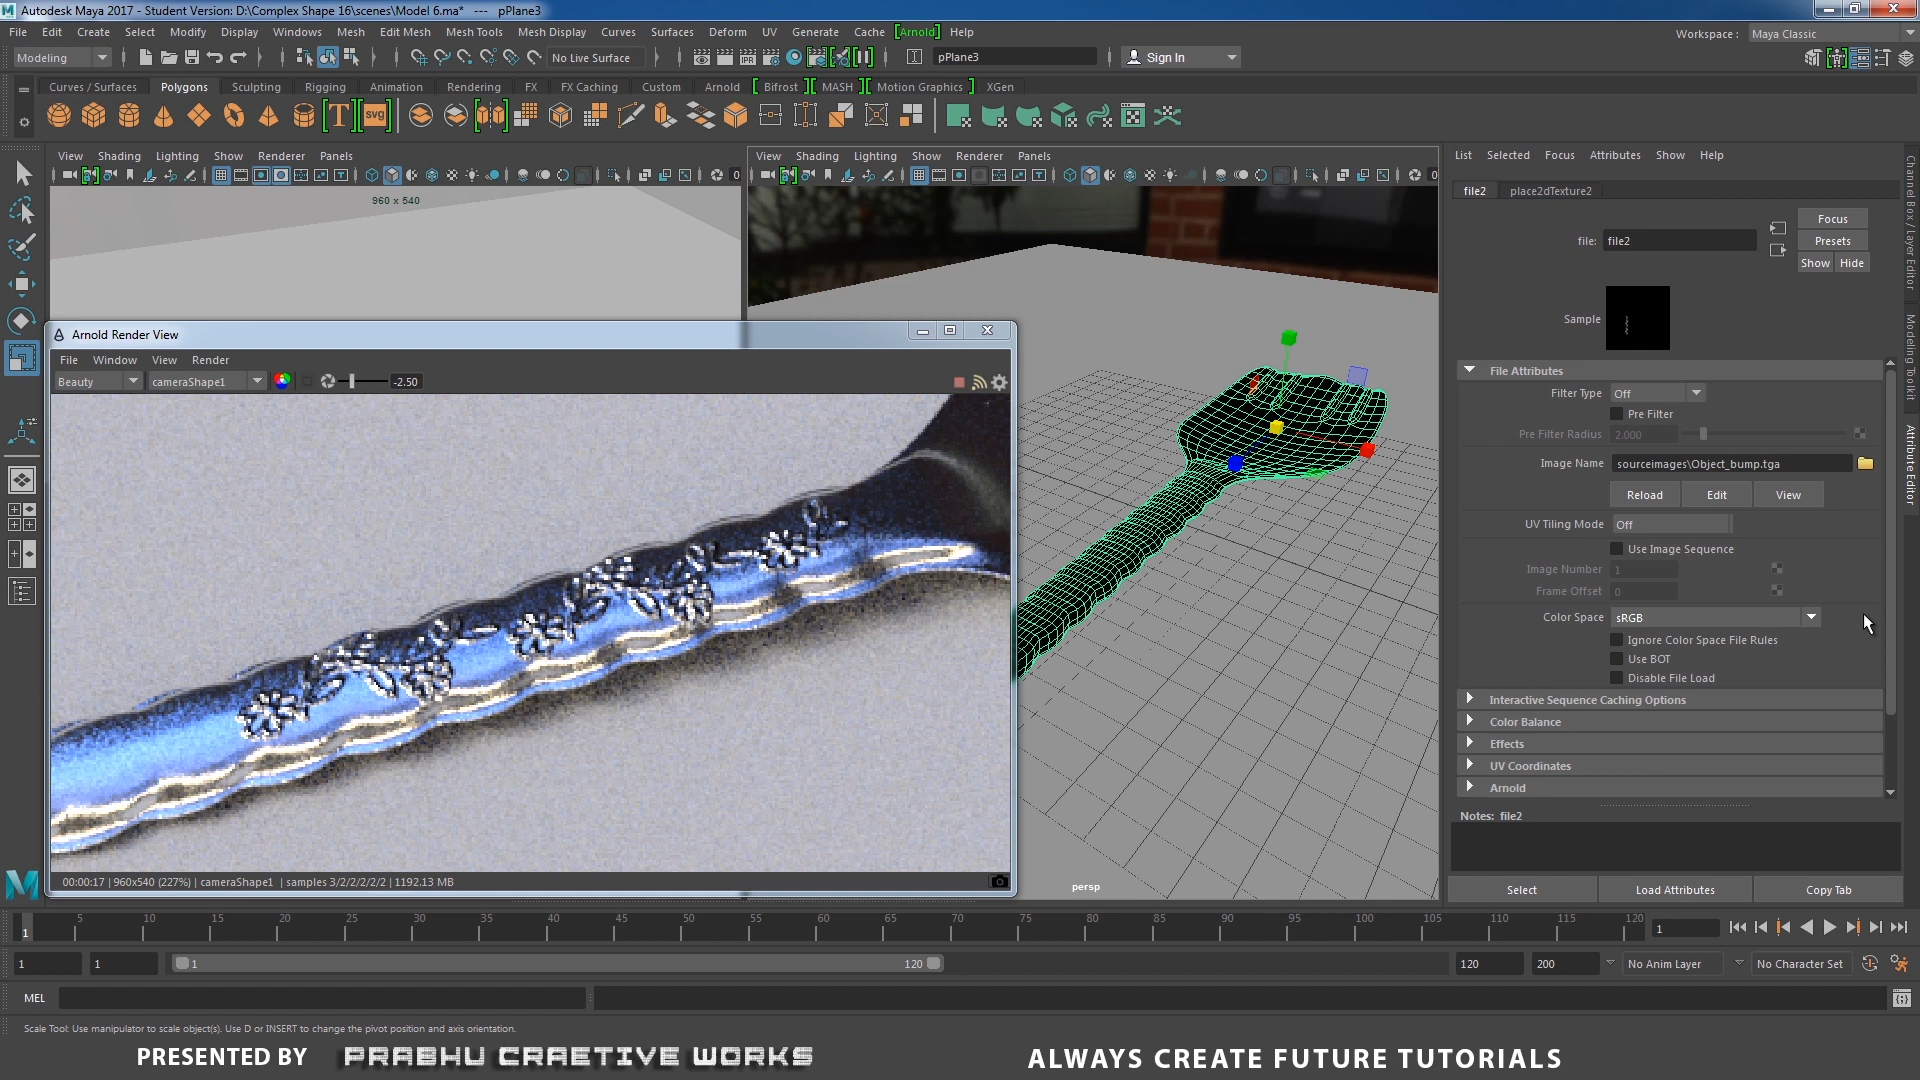 Autodesk Maya 2017 - Student Version: D:\Complex Shape 16\scenes\Model 6.ma* --- pPlane3
File Edit Create Select Modify Display Windows Mesh Edit Mesh Mesh Tools Mesh Display Curves Surfaces Deform UV Generate Cache [Arnold] Help
Workspace : Maya Classic
Modeling
No Live Surface
pPlane3
Sign In
Curves / Surfaces Polygons Sculpting Rigging Animation Rendering FX FX Caching Custom Arnold Bifrost MASH Motion Graphics XGen
T svg
View Shading Lighting Show Renderer Panels
View Shading Lighting Show Renderer Panels
List Selected Focus Attributes Show Help
960 x 540
file2 place2dTexture2
Focus
file: file2
Presets
Show Hide
Sample
Arnold Render View
File Window View Render
Beauty cameraShape1 -2.50
File Attributes
Filter Type Off
Pre Filter
Pre Filter Radius 2.000
Image Name sourceimages\Object_bump.tga
Reload Edit View
UV Tiling Mode Off
Use Image Sequence
Image Number 1
Frame Offset 0
Color Space sRGB
Ignore Color Space File Rules
Use BOT
Disable File Load
Interactive Sequence Caching Options
Color Balance
Effects
UV Coordinates
Arnold
Notes: file2
Select Load Attributes Copy Tab
Channel Box / Layer Editor
Modeling Toolkit
Attribute Editor
00:00:17 | 960x540 (227%) | cameraShape1 | samples 3/2/2/2/2/2 | 1192.13 MB
persp
5 10 15 20 25 30 35 40 45 50 55 60 65 70 75 80 85 90 95 100 105 110 115 120
1
1
1 1 1 120 120 200 No Anim Layer No Character Set
MEL
Scale Tool: Use manipulator to scale object(s). Use D or INSERT to change the pivot position and axis orientation.
PRESENTED BY PRABHU CRAETIVE WORKS
ALWAYS CREATE FUTURE TUTORIALS